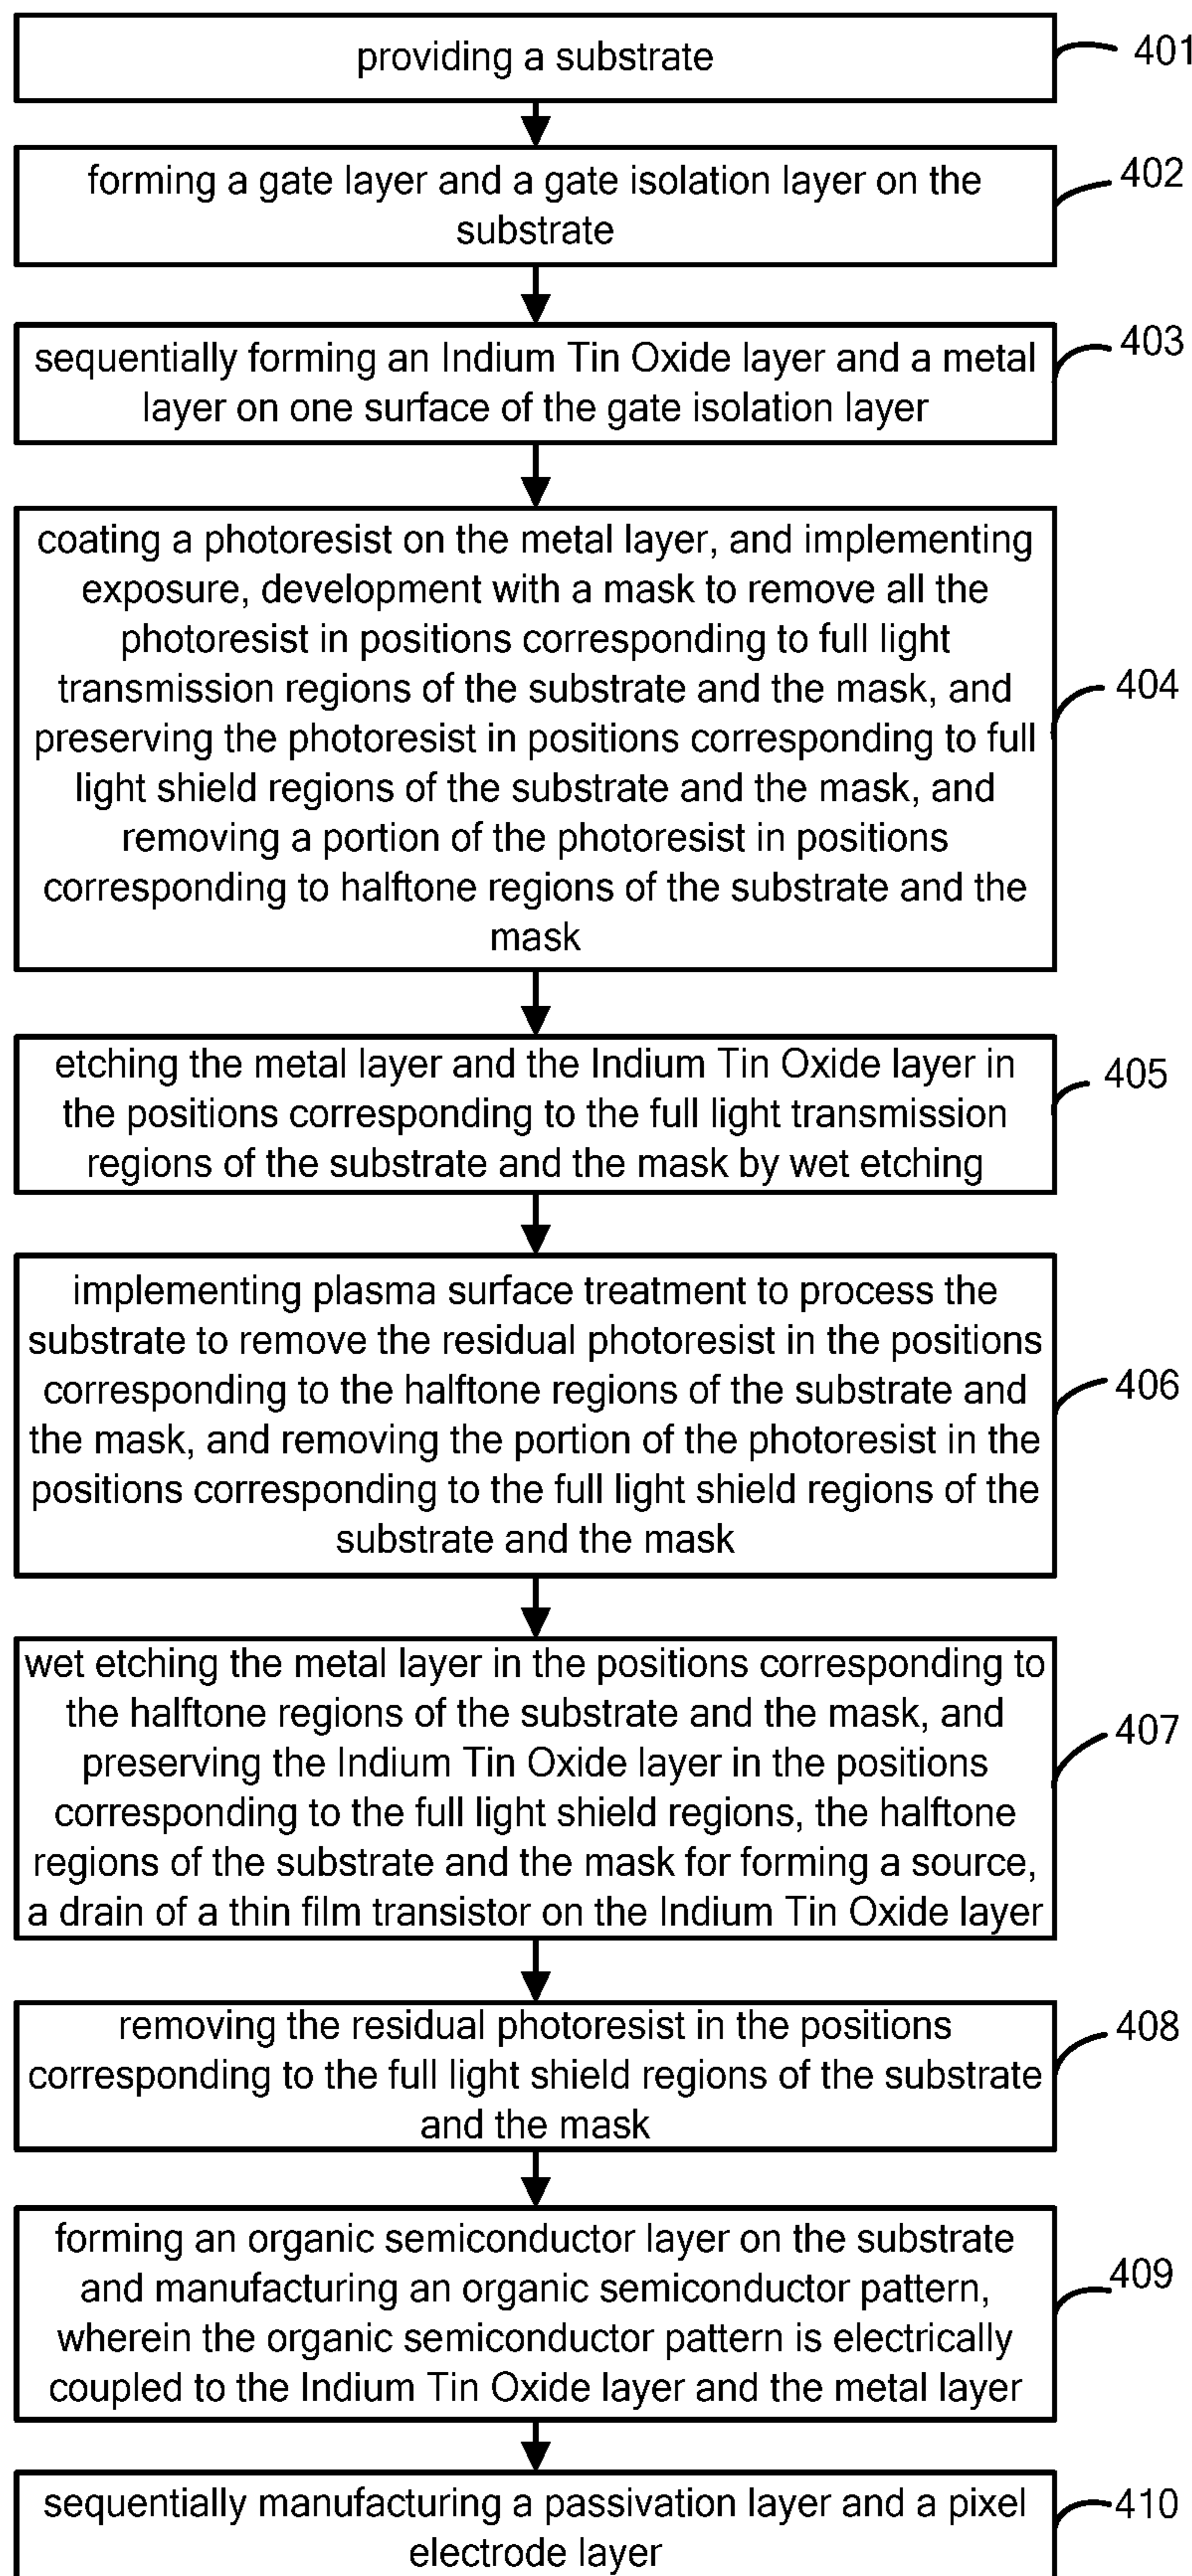 providing a substrate
401
forming a gate layer and a gate isolation layer on the
substrate
402
sequentially forming an Indium Tin Oxide layer and a metal
layer on one surface of the gate isolation layer
403
coating a photoresist on the metal layer, and implementing
exposure, development with a mask to remove all the
photoresist in positions corresponding to full light
transmission regions of the substrate and the mask, and
preserving the photoresist in positions corresponding to full
light shield regions of the substrate and the mask, and
removing a portion of the photoresist in positions
corresponding to halftone regions of the substrate and the
mask
404
etching the metal layer and the Indium Tin Oxide layer in
the positions corresponding to the full light transmission
regions of the substrate and the mask by wet etching
405
implementing plasma surface treatment to process the
substrate to remove the residual photoresist in the positions
corresponding to the halftone regions of the substrate and
the mask, and removing the portion of the photoresist in the
positions corresponding to the full light shield regions of the
substrate and the mask
406
wet etching the metal layer in the positions corresponding to
the halftone regions of the substrate and the mask, and
preserving the Indium Tin Oxide layer in the positions
corresponding to the full light shield regions, the halftone
regions of the substrate and the mask for forming a source,
a drain of a thin film transistor on the Indium Tin Oxide layer
407
removing the residual photoresist in the positions
corresponding to the full light shield regions of the substrate
and the mask
408
forming an organic semiconductor layer on the substrate
and manufacturing an organic semiconductor pattern,
wherein the organic semiconductor pattern is electrically
coupled to the Indium Tin Oxide layer and the metal layer
409
sequentially manufacturing a passivation layer and a pixel
electrode layer
410